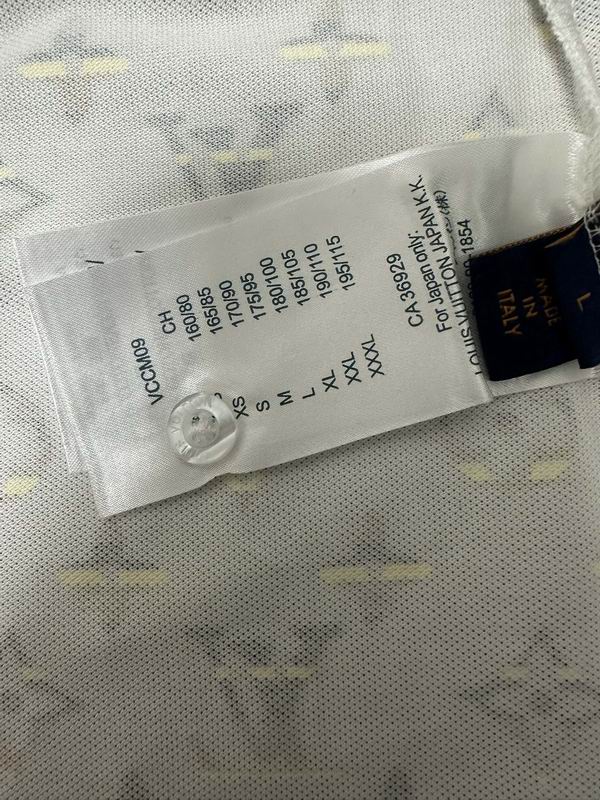 VCCM09
CH
160/80
165/85
XS 170/90
S 175/95
M 180/100
L 185/105
XL 190/110
XXL 195/115
XXXL
CA 36929
For Japan only:
LOUIS VUITTON JAPAN K.K.
1854
MADE
IN
ITALY
L